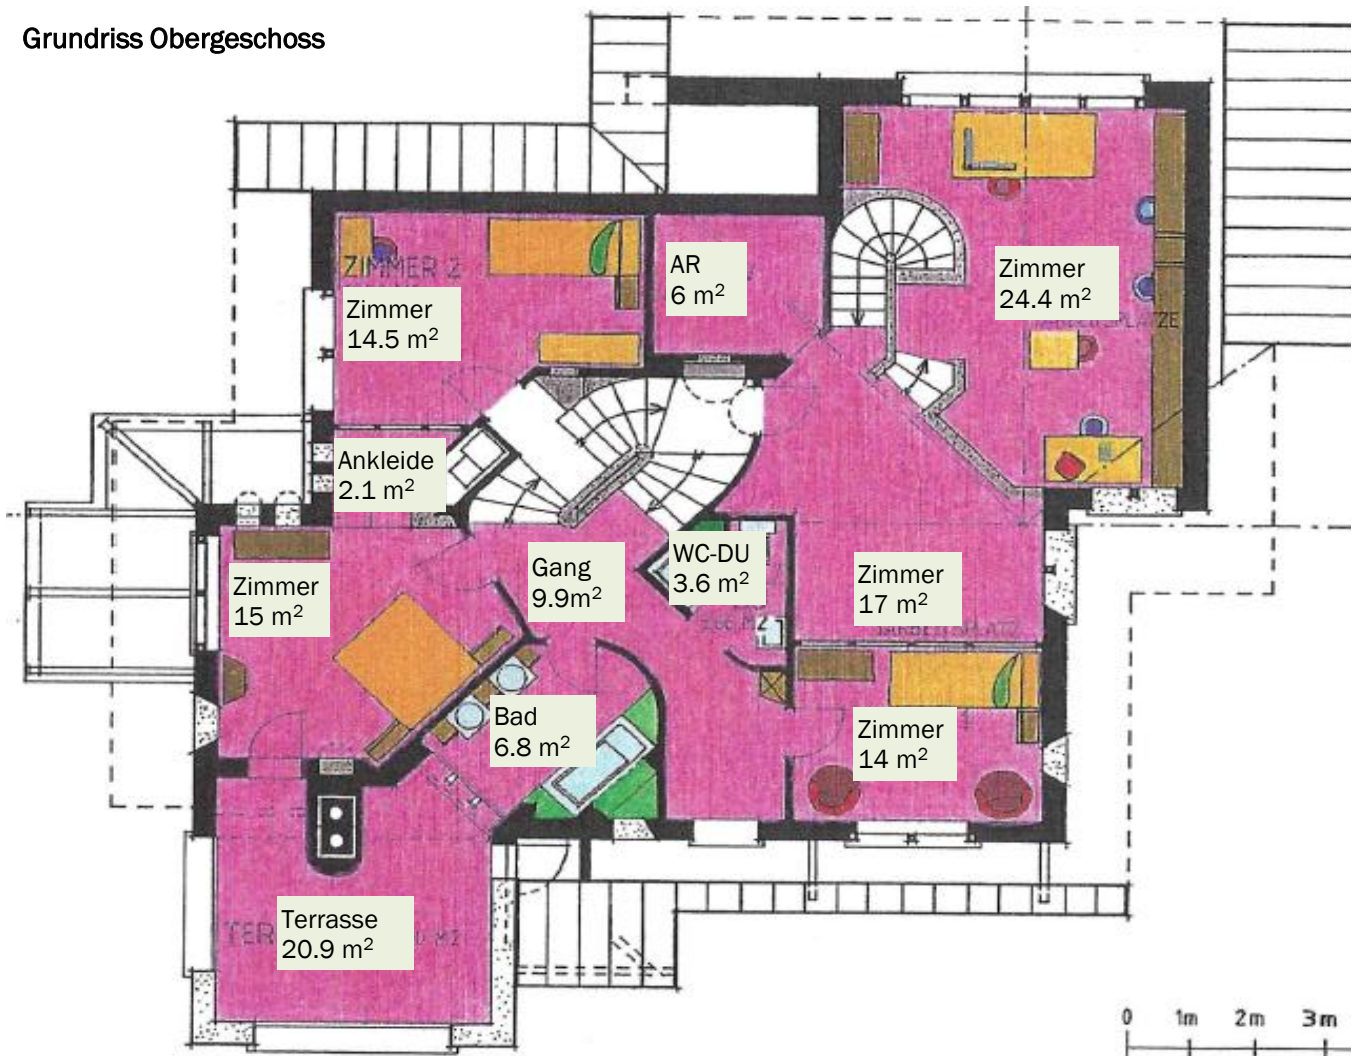 Grundriss Obergeschoss
ZIMMER 2
Zimmer
14.5 m²
AR
6 m²
Zimmer
24.4 m²
Ankleide
2.1 m²
Zimmer
15 m²
Gang
9.9m²
WC-DU
3.6 m²
Zimmer
17 m²
Bad
6.8 m²
Zimmer
14 m²
Terrasse
20.9 m²
0 1m 2m 3m